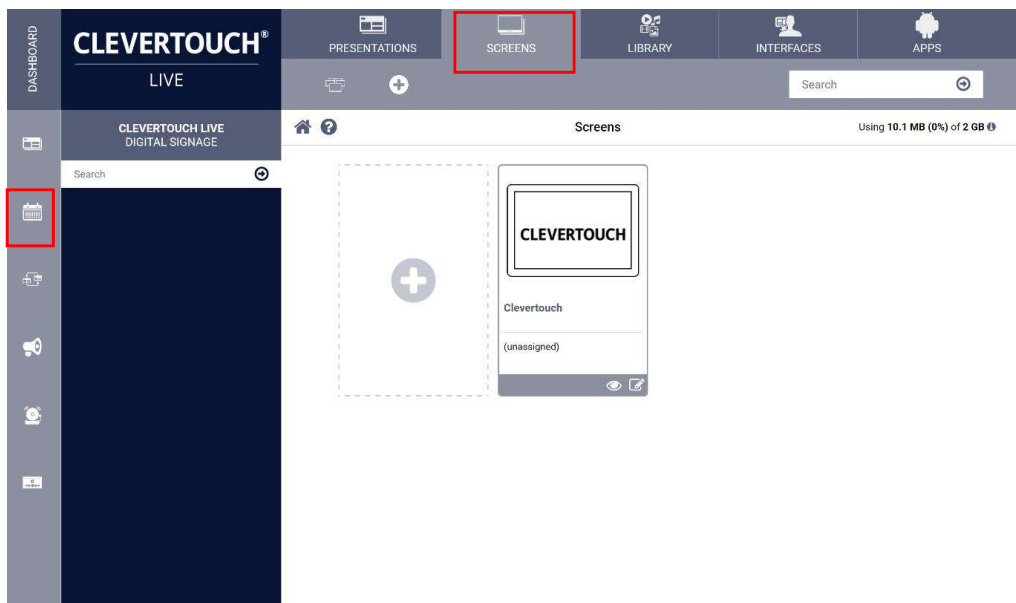 DASHBOARD
CLEVERTOUCH®
LIVE
PRESENTATIONS
SCREENS
LIBRARY
INTERFACES
APPS
Search
CLEVERTOUCH LIVE
DIGITAL SIGNAGE
Screens
Using 10.1 MB (0%) of 2 GB
Search
CLEVERTOUCH
Clevertouch
(unassigned)